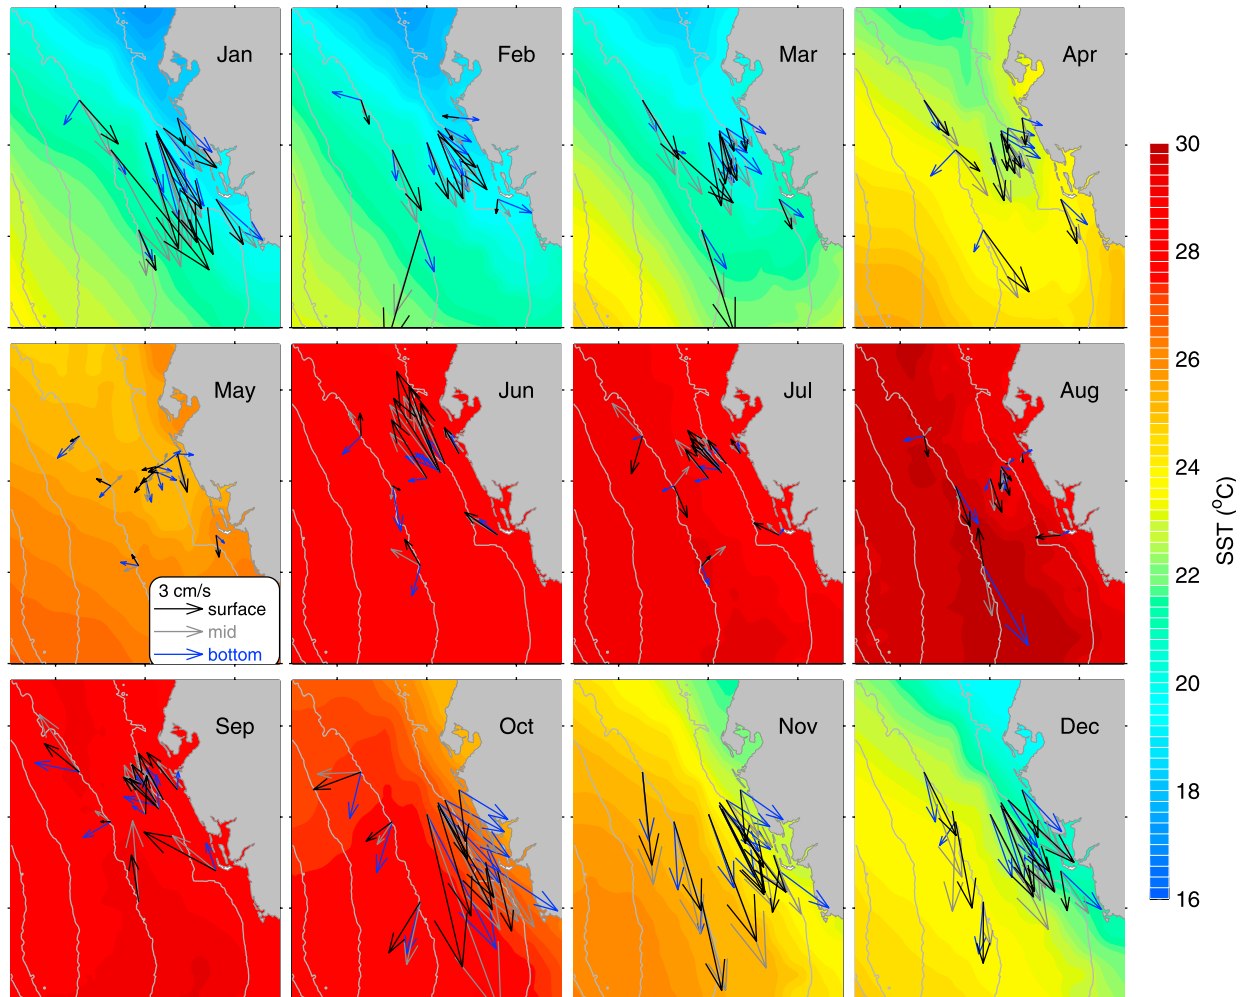 Jan
Feb
Mar
Apr
30
28
May
Jun
Jul
Aug
26
24
SST (°C)
22
3 cm/s
surface
mid
bottom
20
Sep
Oct
Nov
Dec
18
16